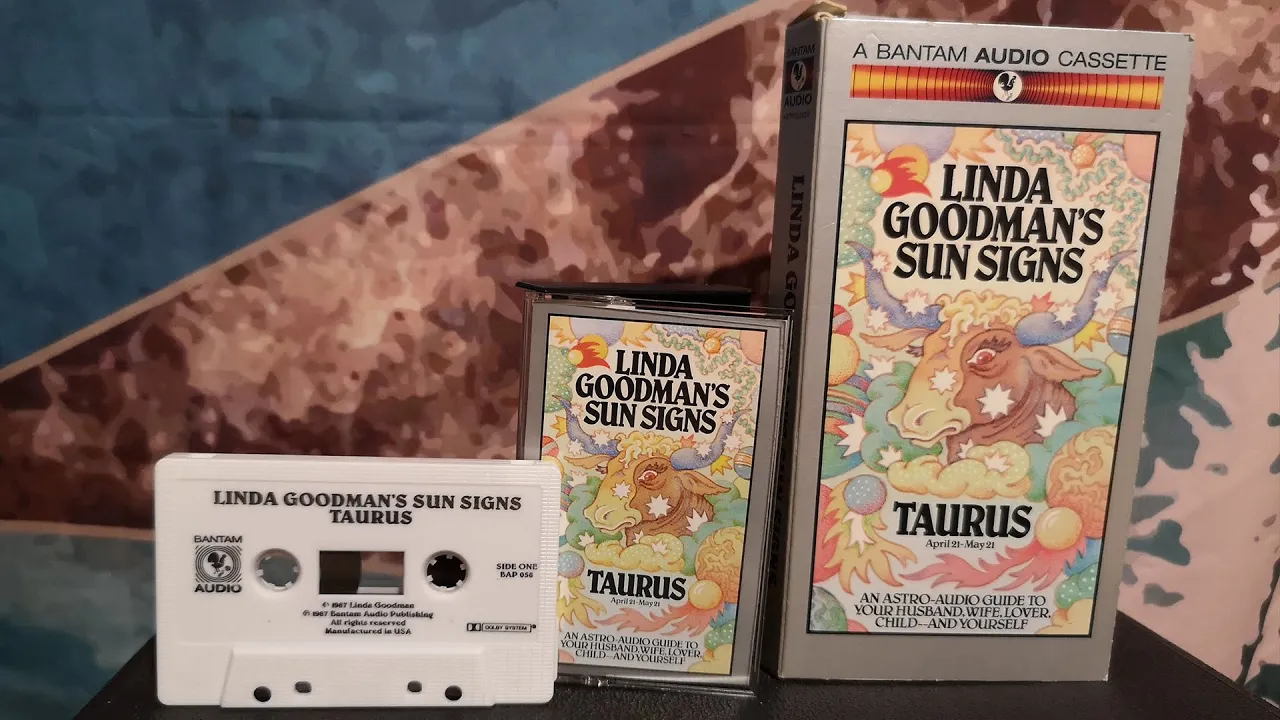 LINDA GOODMAN'S SUN SIGNS
TAURUS
BANTAM
AUDIO
SIDE ONE
BAP 056
© 1987 Linda Goodman
℗ 1987 Bantam Audio Publishing
All rights reserved
Manufactured in USA
DOLBY SYSTEM
LINDA
GOODMAN'S
SUN SIGNS
TAURUS
April 21-May 21
AN ASTRO-AUDIO GUIDE TO
YOUR HUSBAND, WIFE, LOVER,
CHILD--AND YOURSELF
BANTAM
AUDIO
LINDA GO
A BANTAM AUDIO CASSETTE
LINDA
GOODMAN'S
SUN SIGNS
TAURUS
April 21-May 21
AN ASTRO-AUDIO GUIDE TO
YOUR HUSBAND, WIFE, LOVER,
CHILD--AND YOURSELF